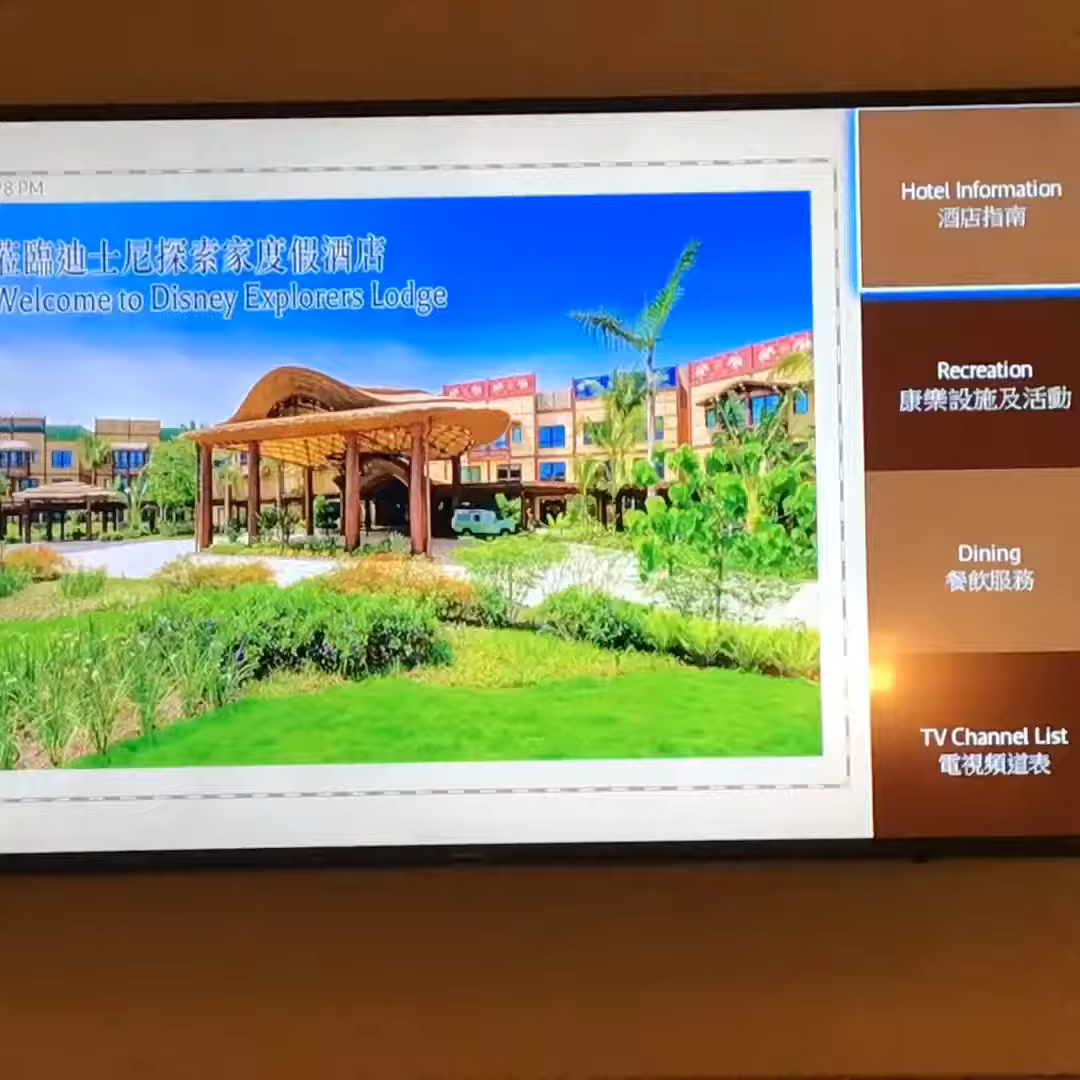 8 PM
蒞臨迪士尼探索家度假酒店
Welcome to Disney Explorers Lodge
Hotel Information
酒店指南
Recreation
康樂設施及活動
Dining
餐飲服務
TV Channel List
電視頻道表